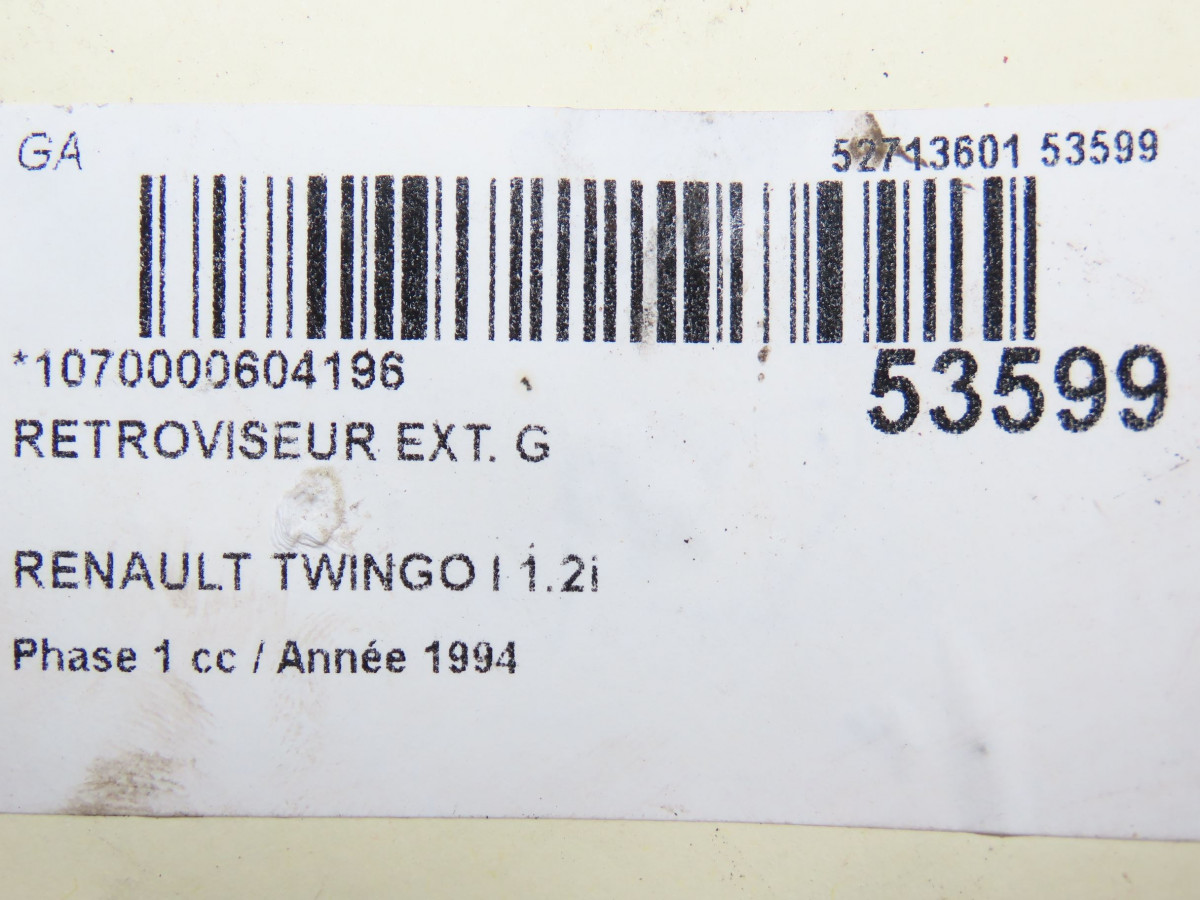 GA 52713601 53599
*1070000604196 53599
RETROVISEUR EXT. G
RENAULT TWINGO I 1.2i
Phase 1 cc / Année 1994